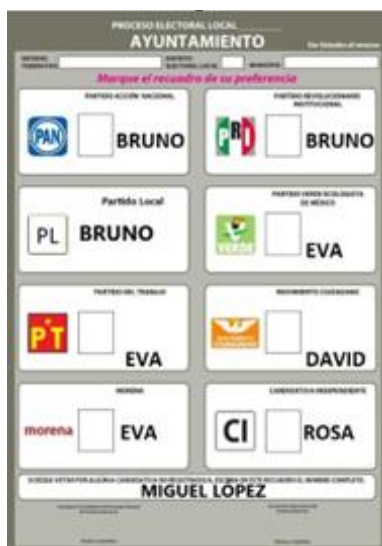 PROCESO ELECTORAL LOCAL
AYUNTAMIENTO
Marque el recuadro de su preferencia
PARTIDO ACCIÓN NACIONAL
PAN
BRUNO
PARTIDO REVOLUCIONARIO
INSTITUCIONAL
PRD
BRUNO
Partido Local
PL
BRUNO
PARTIDO VERDE ECOLOGISTA
DE MÉXICO
VERDE
EVA
PARTIDO DEL TRABAJO
PT
EVA
MOVIMIENTO CIUDADANO
DAVID
MORENA
morena
EVA
CANDIDATO/A INDEPENDIENTE
CI
ROSA
MIGUEL LÓPEZ